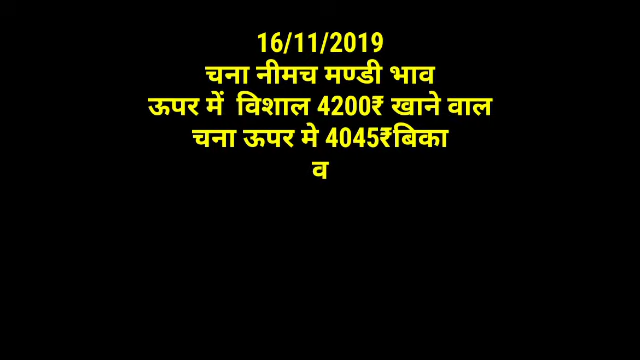 16/11/2019
चना नीमच मण्डी भाव
ऊपर में विशाल 4200₹ खाने वाल
चना ऊपर मे 4045₹बिका
व